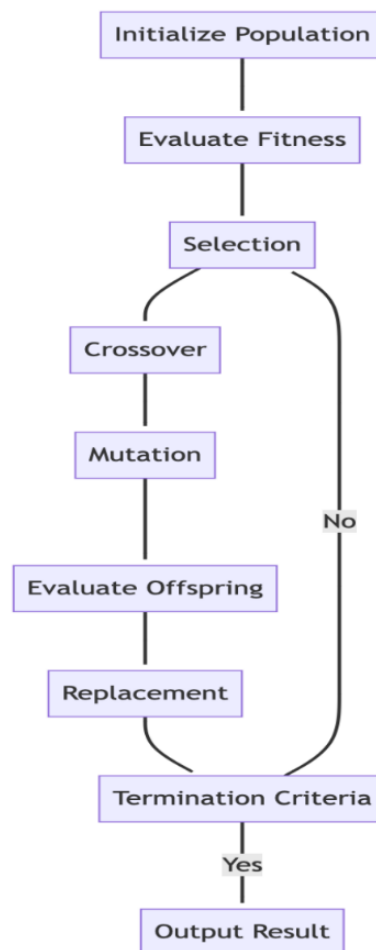 Initialize Population
Evaluate Fitness
Selection
Crossover
Mutation
No
Evaluate Offspring
Replacement
Termination Criteria
Yes
Output Result